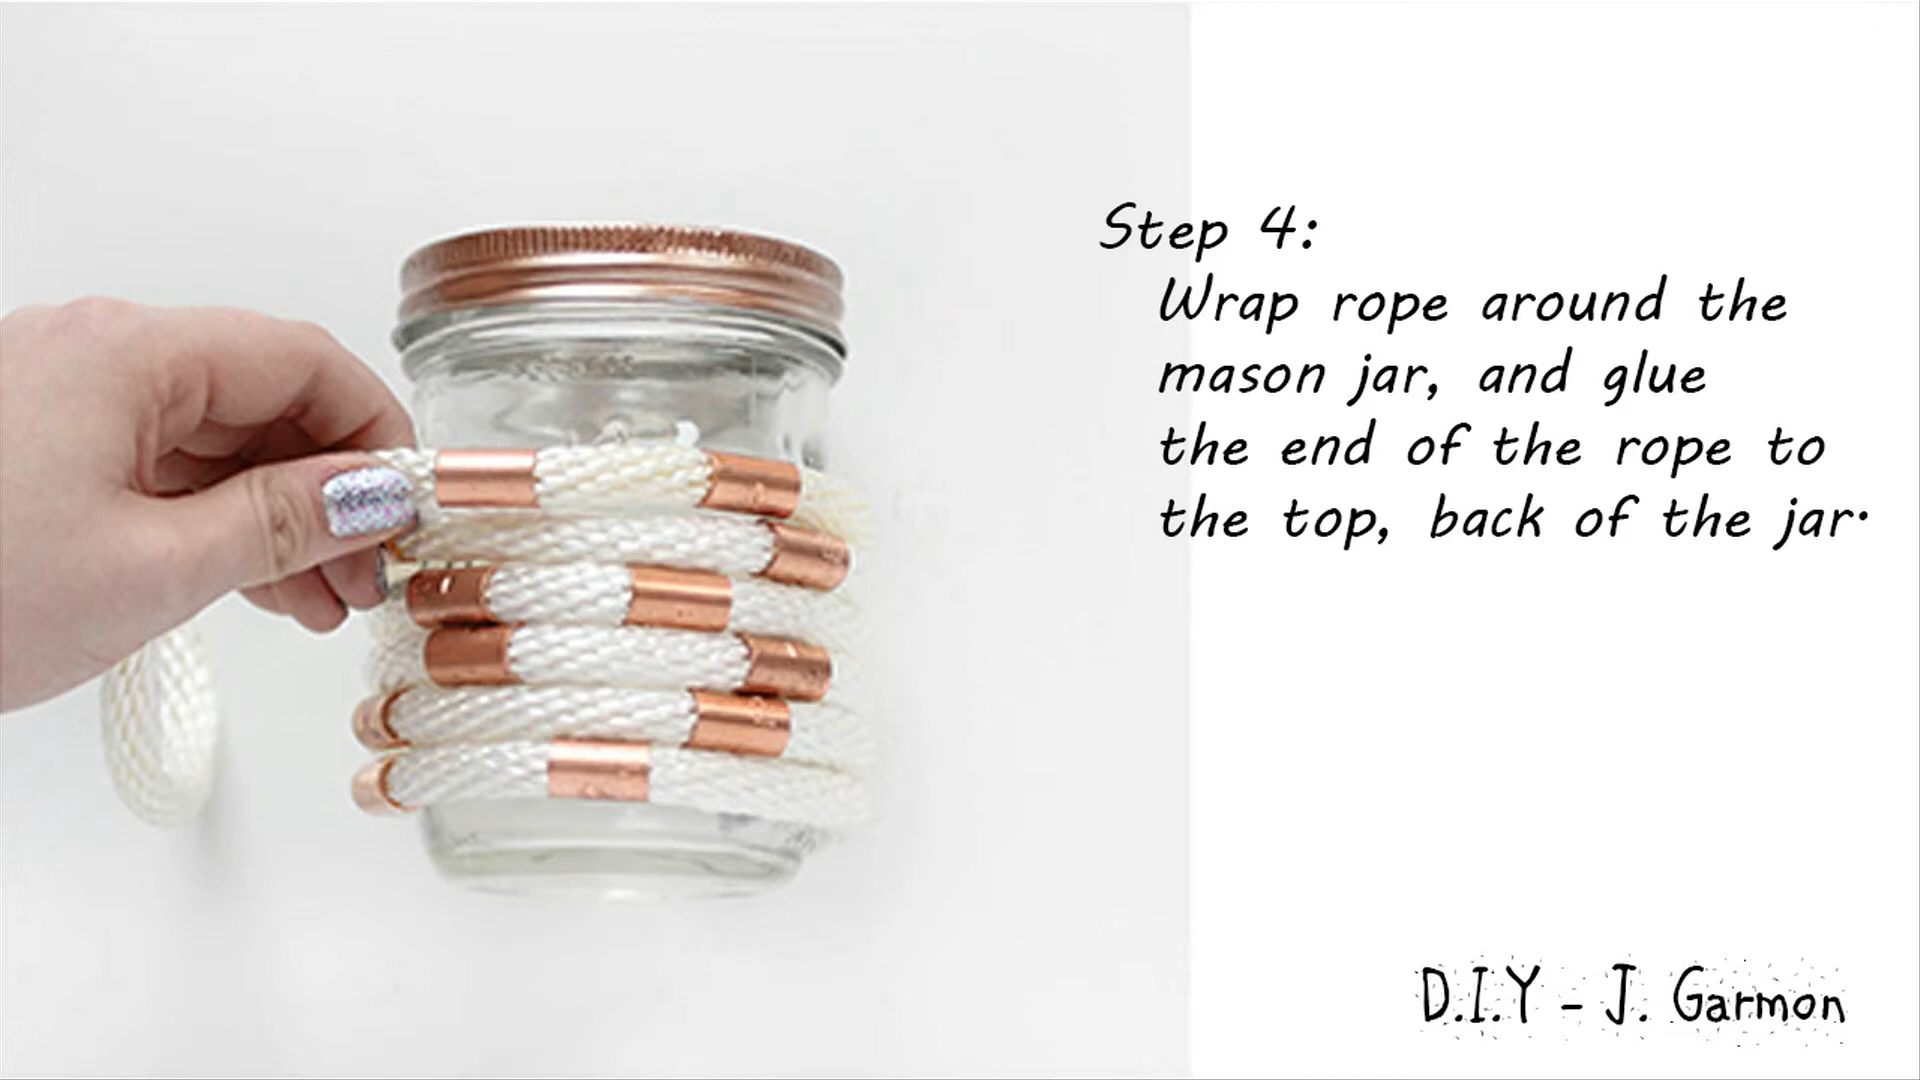 Step 4:
Wrap rope around the
mason jar, and glue
the end of the rope to
the top, back of the jar.
D.I.Y - J. Garmon